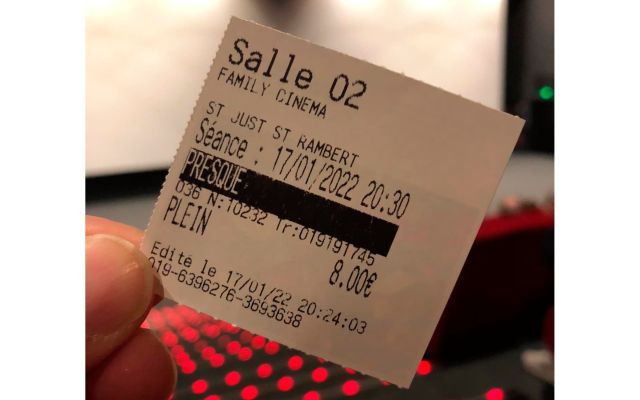 Salle 02
FAMILY CINEMA
ST JUST ST RAMBERT
Séance : 17/01/2022 20:30
PRESQUE
036 N:10232 Tr:019191745
PLEIN 8.00€
Edité le 17/01/22 20:24:03
019-6396276-3693638